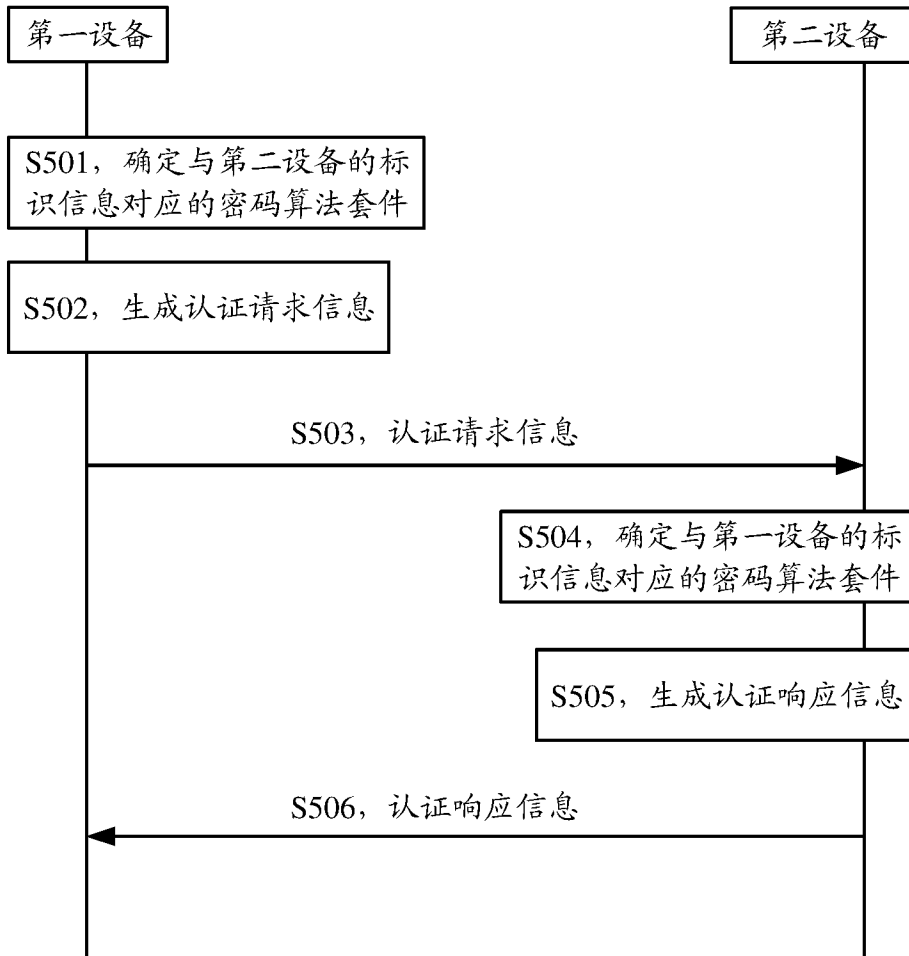 第一设备
第二设备
S501，确定与第二设备的标
识信息对应的密码算法套件
S502，生成认证请求信息
S503，认证请求信息
S504，确定与第一设备的标
识信息对应的密码算法套件
S505，生成认证响应信息
S506，认证响应信息